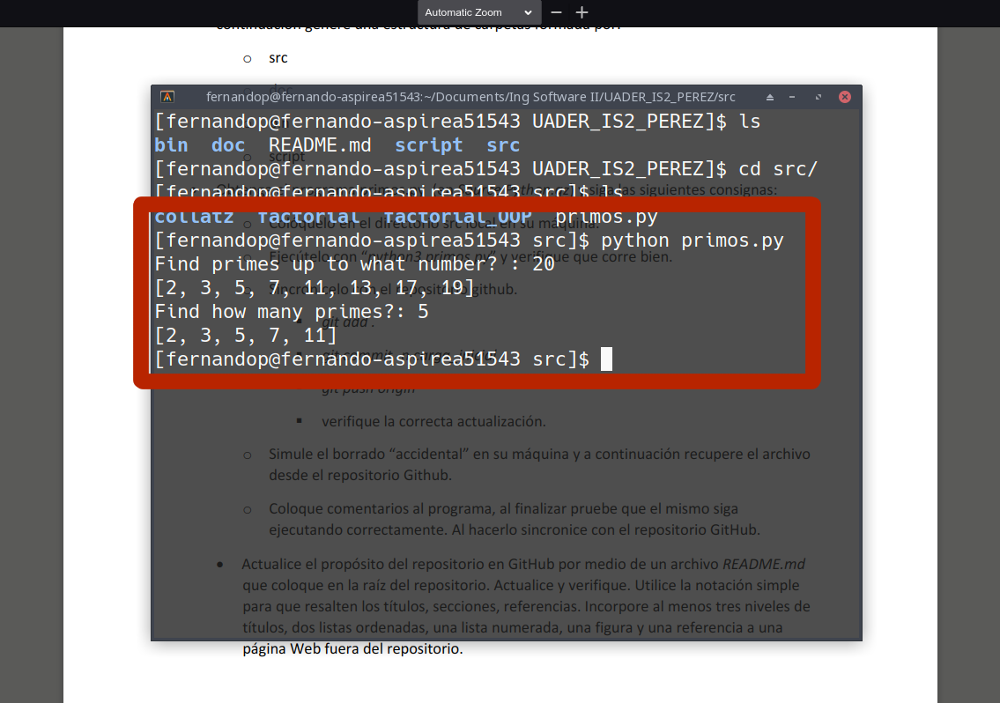 Automatic Zoom
continuación genere una estructura de carpetas formada por:
o src
fernandop@fernando-aspirea51543:~/Documents/Ing Software II/UADER_IS2_PEREZ/src
[fernandop@fernando-aspirea51543 UADER_IS2_PEREZ]$ ls
bin doc README.md script src
o script
[fernandop@fernando-aspirea51543 UADER_IS2_PEREZ]$ cd src/
siga las siguientes consignas:
[fernandop@fernando-aspirea51543 src]$ ls
collatz factorial factorial_OOP primos.py
o Colóquelo en el directorio src local en su máquina.
[fernandop@fernando-aspirea51543 src]$ python primos.py
o Ejecútelo con “python3 primos.py” y verifique que corre bien.
Find primes up to what number? : 20
[2, 3, 5, 7, 11, 13, 17, 19]
o Sincronícelo con el repositorio github.
Find how many primes?: 5
▪ git add .
[2, 3, 5, 7, 11]
[fernandop@fernando-aspirea51543 src]$
▪ git push origin
▪ verifique la correcta actualización.
o Simule el borrado “accidental” en su máquina y a continuación recupere el archivo
desde el repositorio Github.
o Coloque comentarios al programa, al finalizar pruebe que el mismo siga
ejecutando correctamente. Al hacerlo sincronice con el repositorio GitHub.
• Actualice el propósito del repositorio en GitHub por medio de un archivo README.md
que coloque en la raíz del repositorio. Actualice y verifique. Utilice la notación simple
para que resalten los títulos, secciones, referencias. Incorpore al menos tres niveles de
títulos, dos listas ordenadas, una lista numerada, una figura y una referencia a una
página Web fuera del repositorio.